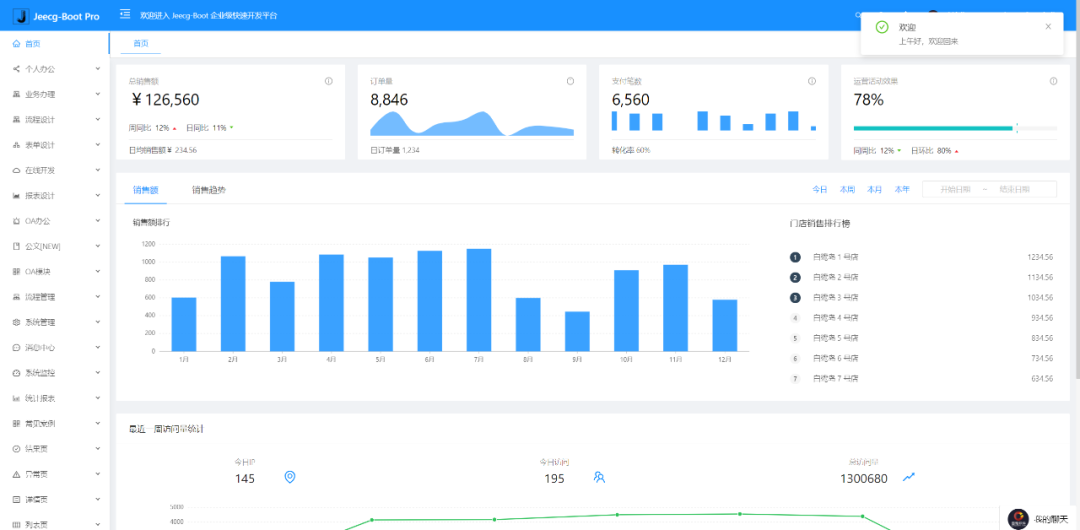 Jeecg-Boot Pro
欢迎进入 Jeecg-Boot 企业级快速开发平台
欢迎
上午好，欢迎回来
首页
个人办公
业务办理
流程设计
表单设计
在线开发
报表设计
OA办公
公文[NEW]
OA模块
流程管理
系统管理
消息中心
系统监控
统计报表
常见案例
结果页
异常页
详情页
列表页
首页
总销售额
￥126,560
周同比 12% 日同比 11%
日均销售额￥ 234.56
订单量
8,846
日订单量 1,234
支付笔数
6,560
转化率 60%
运营活动效果
78%
同周比 12% 日环比 80%
销售额 销售趋势
今日 本周 本月 本年 开始日期 ~ 结束日期
销售额排行
1200
1000
800
600
400
200
0
1月 2月 3月 4月 5月 6月 7月 8月 9月 10月 11月 12月
门店销售排行榜
1 白鹭岛 1 号店 1234.56
2 白鹭岛 2 号店 1134.56
3 白鹭岛 3 号店 1034.56
4 白鹭岛 4 号店 934.56
5 白鹭岛 5 号店 834.56
6 白鹭岛 6 号店 734.56
7 白鹭岛 7 号店 634.56
最近一周访问量统计
今日IP
145
今日访问
195
总访问量
1300680
5000
4000
我的聊天